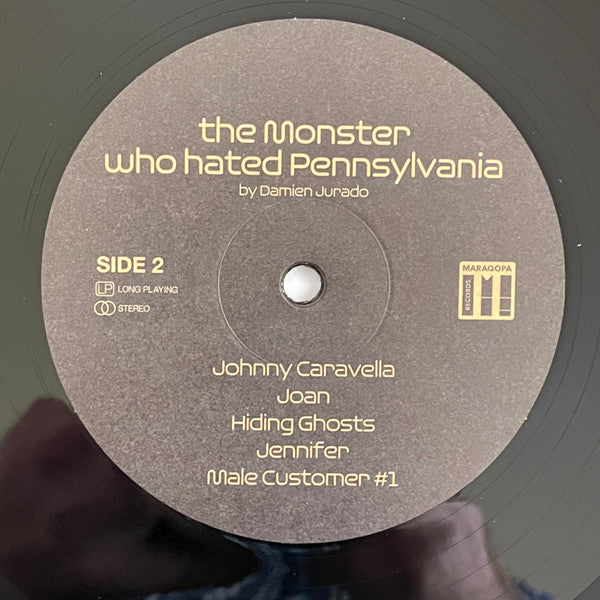 the Monster
who hated Pennsylvania
by Damien Jurado
SIDE 2
LP LONG PLAYING
STEREO
MARAQOPA
RECORDS
Johnny Caravella
Joan
Hiding Ghosts
Jennifer
Male Customer #1